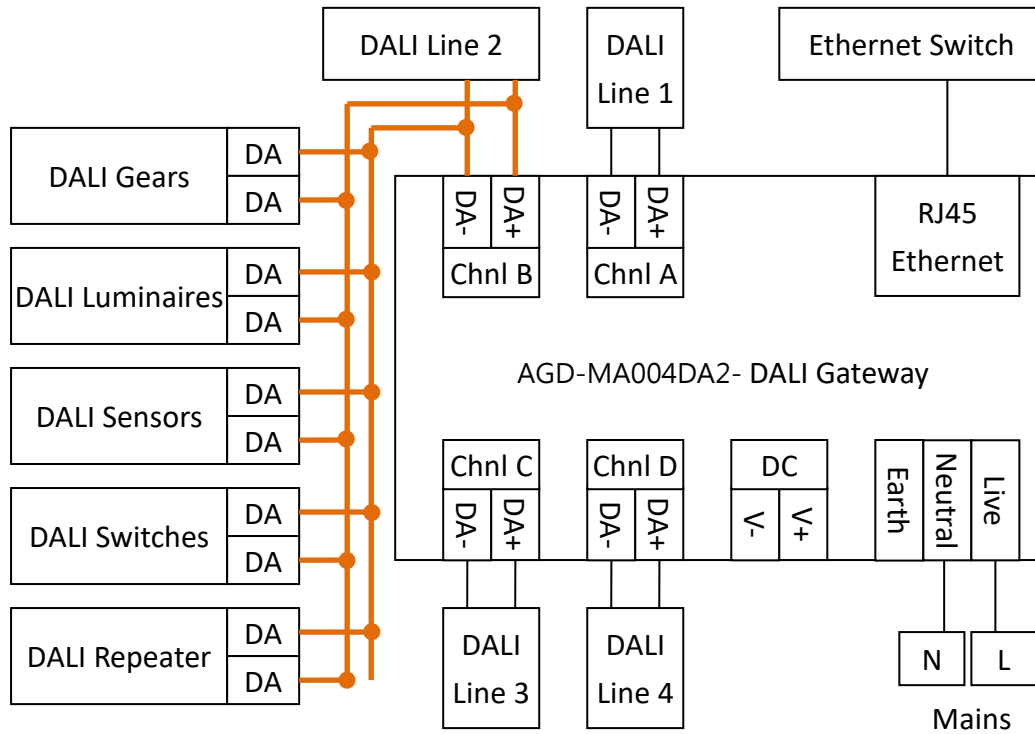 DALI Line 2
DALI
Line 1
Ethernet Switch
DALI Gears
DA
DA
DALI Luminaires
DA
DA
DALI Sensors
DA
DA
DALI Switches
DA
DA
DALI Repeater
DA
DA
DA-
DA+
Chnl B
DA-
DA+
Chnl A
RJ45
Ethernet
AGD-MA004DA2- DALI Gateway
Chnl C
DA-
DA+
Chnl D
DA-
DA+
DC
V-
V+
Earth
Neutral
Live
DALI
Line 3
DALI
Line 4
N
L
Mains